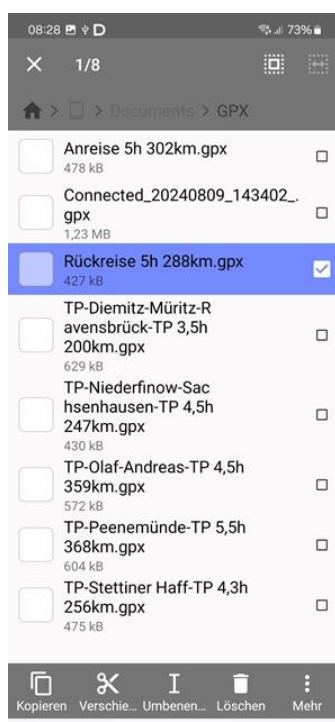 08:28
73%
1/8
> > Documents > GPX
Anreise 5h 302km.gpx
478 kB
Connected_20240809_143402_.
gpx
1,23 MB
Rückreise 5h 288km.gpx
427 kB
TP-Diemitz-Müritz-R
avensbrück-TP 3,5h
200km.gpx
629 kB
TP-Niederfinow-Sac
hsenhausen-TP 4,5h
247km.gpx
430 kB
TP-Olaf-Andreas-TP 4,5h
359km.gpx
572 kB
TP-Peenemünde-TP 5,5h
368km.gpx
604 kB
TP-Stettiner Haff-TP 4,3h
256km.gpx
475 kB
Kopieren Verschie... Umbenen... Löschen Mehr